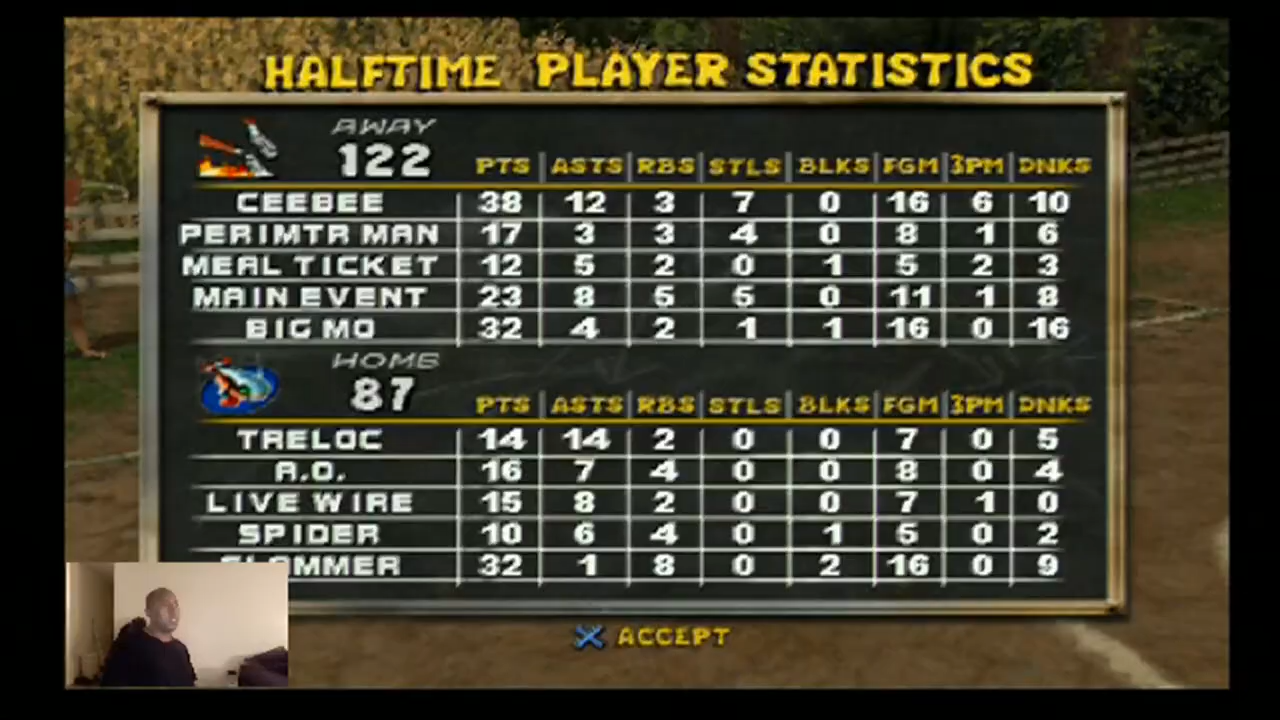 HALFTIME PLAYER STATISTICS
AWAY
122 PTS ASTS RBS STLS BLKS FGM 3PM DNKS
CEEBEE 38 12 3 7 0 16 6 10
PERIMTR MAN 17 3 3 4 0 8 1 6
MEAL TICKET 12 5 2 0 1 5 2 3
MAIN EVENT 23 8 5 5 0 11 1 8
BIG MO 32 4 2 1 1 16 0 16
HOME
87 PTS ASTS RBS STLS BLKS FGM 3PM DNKS
TRELOC 14 14 2 0 0 7 0 5
A.O. 16 7 4 0 0 8 0 4
LIVE WIRE 15 8 2 0 0 7 1 0
SPIDER 10 6 4 0 1 5 0 2
32 1 8 0 2 16 0 9
ACCEPT